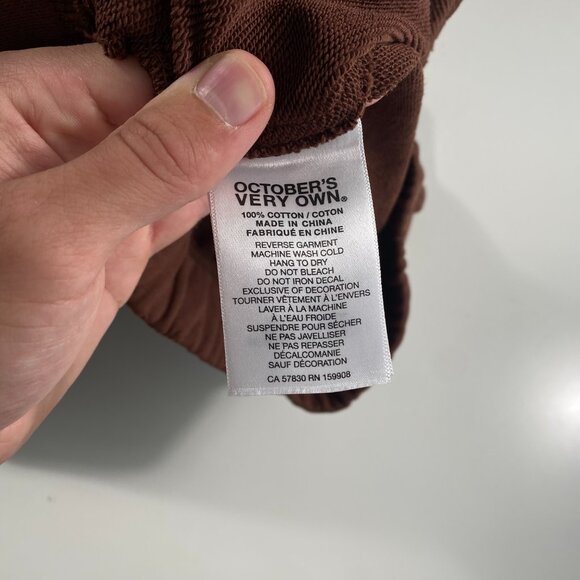 OCTOBER'S
VERY OWN®
100% COTTON / COTON
MADE IN CHINA
FABRIQUÉ EN CHINE
REVERSE GARMENT
MACHINE WASH COLD
HANG TO DRY
DO NOT BLEACH
DO NOT IRON DECAL
EXCLUSIVE OF DECORATION
TOURNER VÊTEMENT À L'ENVERS
LAVER À LA MACHINE
À L'EAU FROIDE
SUSPENDRE POUR SÉCHER
NE PAS JAVELLISER
NE PAS REPASSER
DÉCALCOMANIE
SAUF DÉCORATION
CA 57830 RN 159908